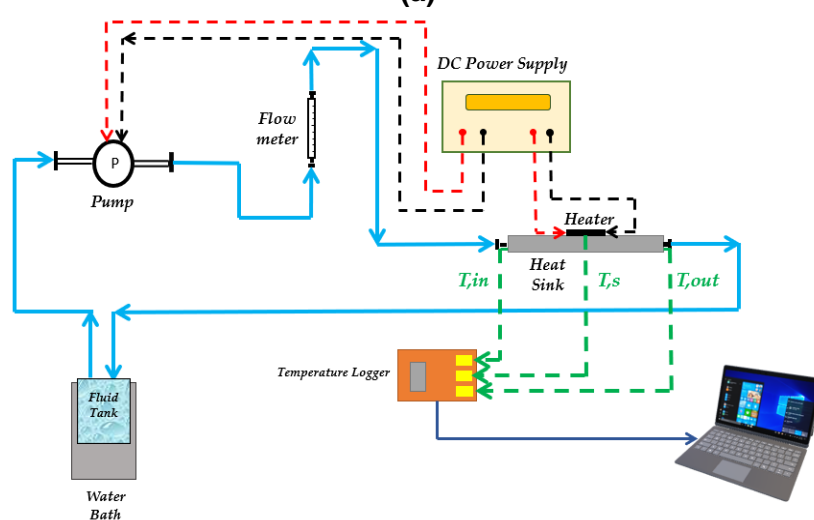 (a)
DC Power Supply
Flow
meter
P
Pump
Heater
Heat
Sink
T,in
T,s
T,out
Temperature Logger
Fluid
Tank
Water
Bath